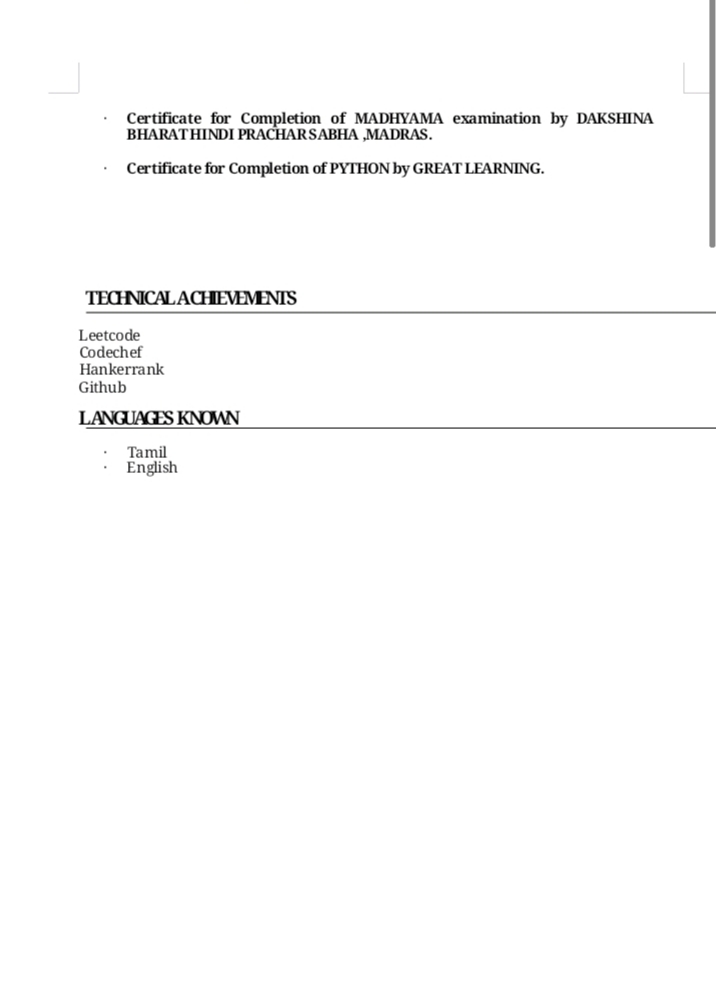 · Certificate for Completion of MADHYAMA examination by DAKSHINA
BHARAT HINDI PRACHAR SABHA ,MADRAS.
· Certificate for Completion of PYTHON by GREAT LEARNING.
TECHNICAL ACHIEVEMENTS
Leetcode
Codechef
Hankerrank
Github
LANGUAGES KNOWN
· Tamil
· English